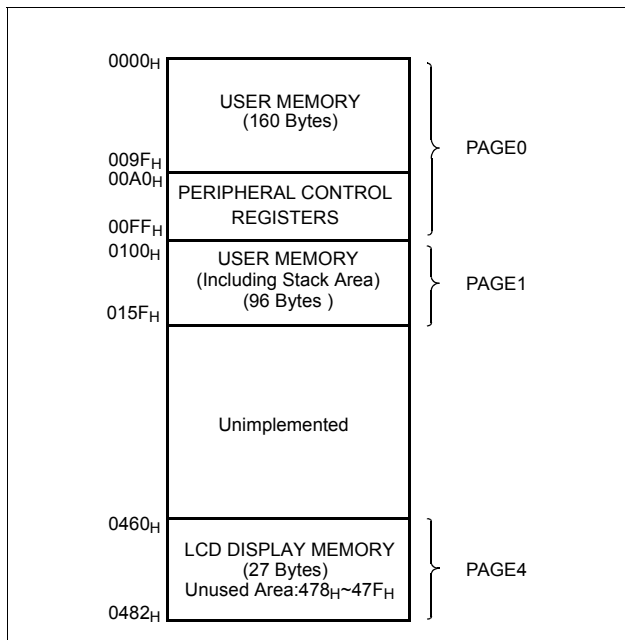 0000H
USER MEMORY
(160 Bytes)
PAGE0
009FH
00A0H
PERIPHERAL CONTROL
REGISTERS
00FFH
0100H
USER MEMORY
(Including Stack Area)
(96 Bytes )
PAGE1
015FH
Unimplemented
0460H
LCD DISPLAY MEMORY
(27 Bytes)
Unused Area:478H~47FH
PAGE4
0482H